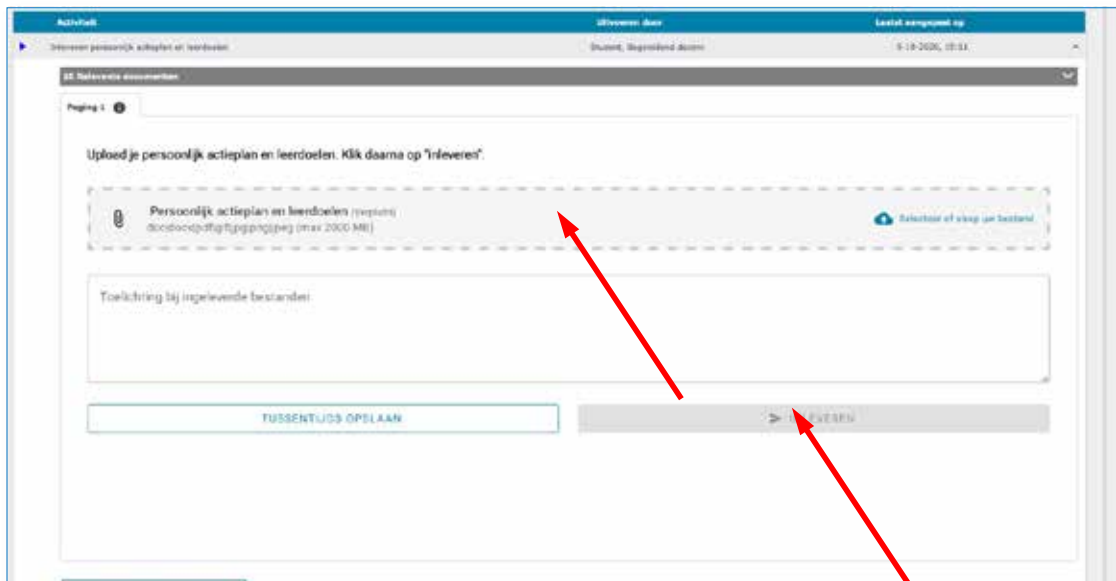 Activiteit Uitvoeren door Laatst aangepast op
Inleveren persoonlijk actieplan en leerdoelen Student, Begeleidend docent
Relevante documenten
Poging 1
Upload je persoonlijk actieplan en leerdoelen. Klik daarna op "inleveren".
Persoonlijk actieplan en leerdoelen (verplicht)
(max 2000 MB) Selecteer of sleep uw bestand
Toelichting bij ingeleverde bestanden
TUSSENTIJDS OPSLAAN INLEVEREN